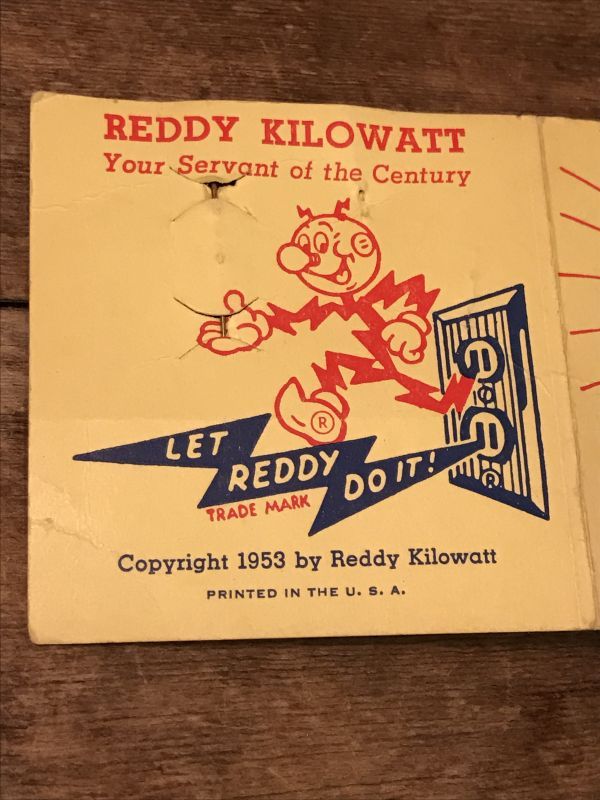 REDDY KILOWATT
Your Servant of the Century
®
LET
REDDY
DO IT!
®
TRADE MARK
Copyright 1953 by Reddy Kilowatt
PRINTED IN THE U. S. A.